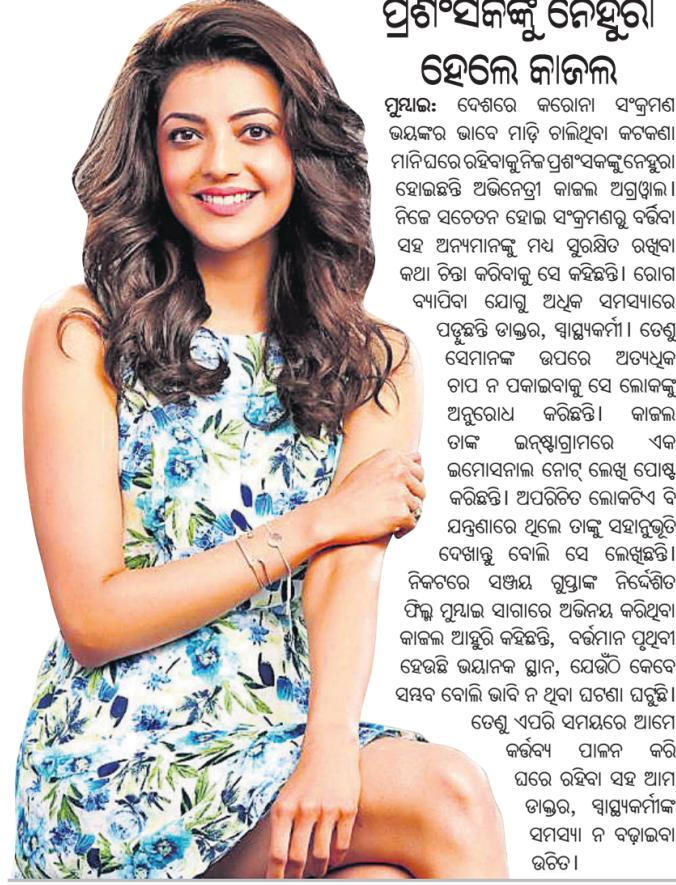 ପ୍ରଶଂସକଙ୍କୁ ନେହୁରା
ହେଲେ କାଜଲ
ମୁମ୍ବାଇ: ଦେଶରେ କରୋନା ସଂକ୍ରମଣ
ଭୟଙ୍କର ଭାବେ ମାଡ଼ି ଚାଲିଥିବା କଟକଣା
ମାନି ଘରେ ରହିବାକୁ ନିଜ ପ୍ରଶଂସକଙ୍କୁ ନେହୁରା
ହୋଇଛନ୍ତି ଅଭିନେତ୍ରୀ କାଜଲ ଅଗ୍ରୱାଲ।
ନିଜେ ସଚେତନ ହୋଇ ସଂକ୍ରମଣରୁ ବର୍ତ୍ତିବା
ସହ ଅନ୍ୟମାନଙ୍କୁ ମଧ୍ୟ ସୁରକ୍ଷିତ ରଖିବା
କଥା ଚିନ୍ତା କରିବାକୁ ସେ କହିଛନ୍ତି। ରୋଗ
ବ୍ୟାପିବା ଯୋଗୁ ଅଧିକ ସମସ୍ୟାରେ
ପଡୁଛନ୍ତି ଡାକ୍ତର, ସ୍ୱାସ୍ଥ୍ୟକର୍ମୀ। ତେଣୁ
ସେମାନଙ୍କ ଉପରେ ଅତ୍ୟଧିକ
ଚାପ ନ ପକାଇବାକୁ ସେ ଲୋକଙ୍କୁ
ଅନୁରୋଧ କରିଛନ୍ତି। କାଜଲ
ତାଙ୍କ ଇନ୍‌ଷ୍ଟାଗ୍ରାମରେ ଏକ
ଇମୋସନାଲ ନୋଟ୍ ଲେଖି ପୋଷ୍ଟ
କରିଛନ୍ତି। ଅପରିଚିତ ଲୋକଟିଏ ବି
ଯନ୍ତ୍ରଣାରେ ଥିଲେ ତାଙ୍କୁ ସହାନୁଭୂତି
ଦେଖାନ୍ତୁ ବୋଲି ସେ ଲେଖିଛନ୍ତି।
ନିକଟରେ ସଞ୍ଜୟ ଗୁପ୍ତାଙ୍କ ନିର୍ଦ୍ଦେଶିତ
ଫିଲ୍ମ ମୁମ୍ବାଇ ସାଗାରେ ଅଭିନୟ କରିଥିବା
କାଜଲ ଆହୁରି କହିଛନ୍ତି, ବର୍ତ୍ତମାନ ପୃଥିବୀ
ହେଉଛି ଭୟାନକ ସ୍ଥାନ, ଯେଉଁଠି କେବେ
ସମ୍ଭବ ବୋଲି ଭାବି ନ ଥିବା ଘଟଣା ଘଟୁଛି।
ତେଣୁ ଏପରି ସମୟରେ ଆମେ
କର୍ତ୍ତବ୍ୟ ପାଳନ କରି
ଘରେ ରହିବା ସହ ଆମ
ଡାକ୍ତର, ସ୍ୱାସ୍ଥ୍ୟକର୍ମୀଙ୍କ
ସମସ୍ୟା ନ ବଢ଼ାଇବା
ଉଚିତ।